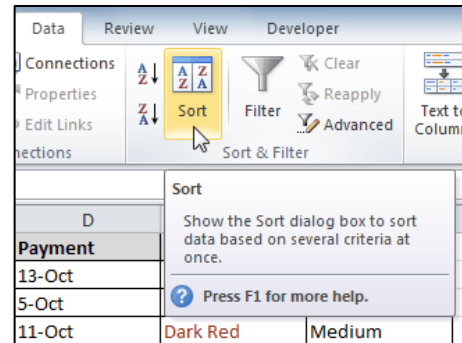 Data Review View Developer
Connections
Properties
Edit Links
A Z
Z A
A Z Z A
Sort
Filter
Clear
Reapply
Advanced
Text to
Sort & Filter
Sort
Show the Sort dialog box to sort
data based on several criteria at
once.
? Press F1 for more help.
D
Payment
13-Oct
5-Oct
11-Oct Dark Red Medium